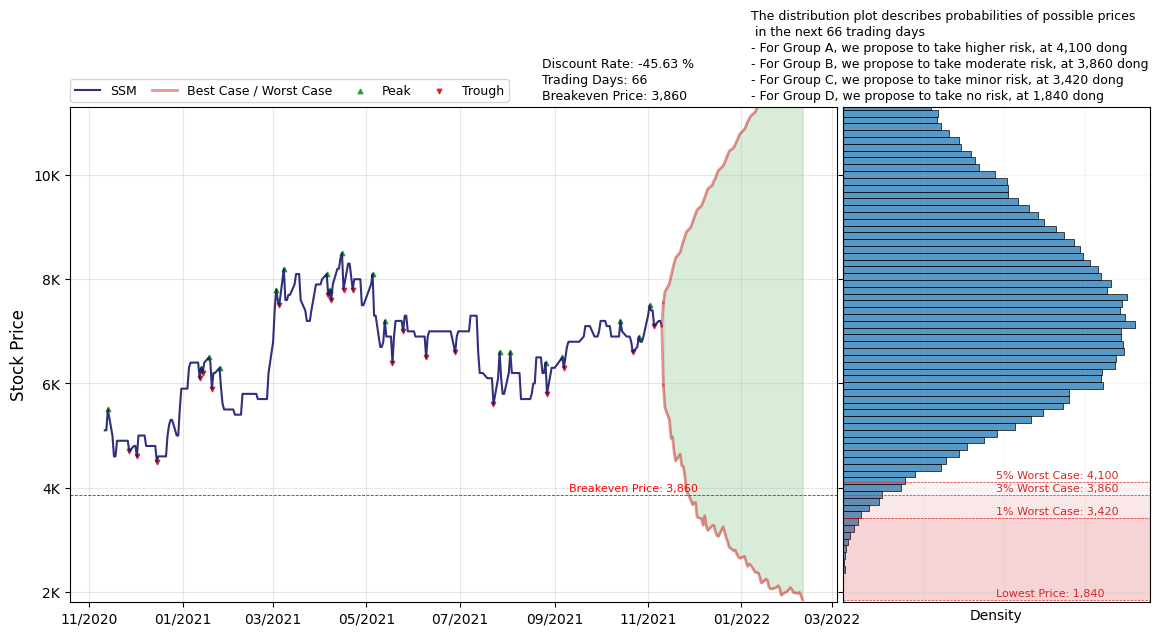 The distribution plot describes probabilities of possible prices
in the next 66 trading days
- For Group A, we propose to take higher risk, at 4,100 dong
- For Group B, we propose to take moderate risk, at 3,860 dong
- For Group C, we propose to take minor risk, at 3,420 dong
- For Group D, we propose to take no risk, at 1,840 dong
Discount Rate: -45.63 %
Trading Days: 66
Breakeven Price: 3,860
SSM
Best Case / Worst Case
Peak
Trough
Stock Price
10K
8K
6K
4K
2K
Breakeven Price: 3,860
5% Worst Case: 4,100
3% Worst Case: 3,860
1% Worst Case: 3,420
Lowest Price: 1,840
11/2020
01/2021
03/2021
05/2021
07/2021
09/2021
11/2021
01/2022
03/2022
Density